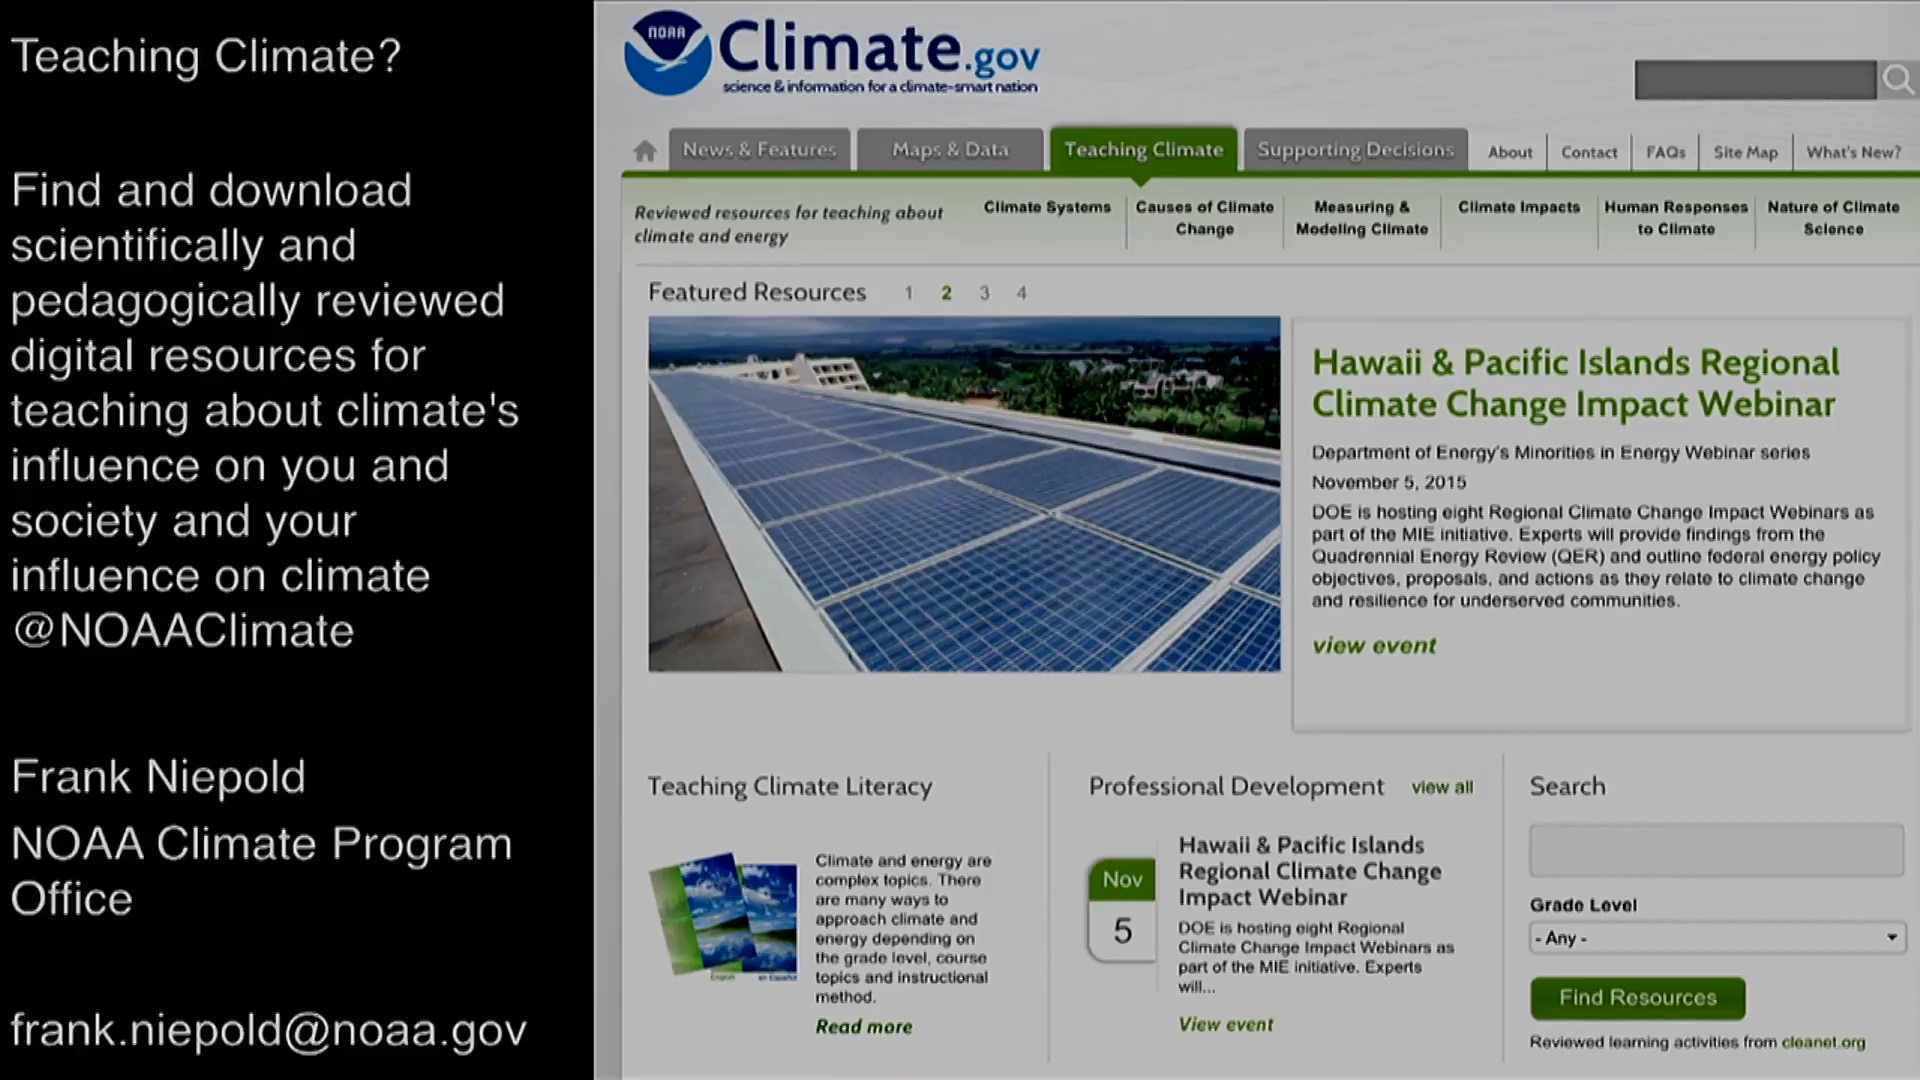 Teaching Climate?
Find and download
scientifically and
pedagogically reviewed
digital resources for
teaching about climate's
influence on you and
society and your
influence on climate
@NOAAClimate
Frank Niepold
NOAA Climate Program
Office
frank.niepold@noaa.gov
NOAA
Climate.gov
science & information for a climate-smart nation
News & Features
Maps & Data
Teaching Climate
Supporting Decisions
About
Contact
FAQs
Site Map
What's New?
Reviewed resources for teaching about
climate and energy
Climate Systems
Causes of Climate
Change
Measuring &
Modeling Climate
Climate Impacts
Human Responses
to Climate
Nature of Climate
Science
Featured Resources 1 2 3 4
Hawaii & Pacific Islands Regional
Climate Change Impact Webinar
Department of Energy's Minorities in Energy Webinar series
November 5, 2015
DOE is hosting eight Regional Climate Change Impact Webinars as
part of the MIE initiative. Experts will provide findings from the
Quadrennial Energy Review (QER) and outline federal energy policy
objectives, proposals, and actions as they relate to climate change
and resilience for underserved communities.
view event
Teaching Climate Literacy
English
en Español
Climate and energy are
complex topics. There
are many ways to
approach climate and
energy depending on
the grade level, course
topics and instructional
method.
Read more
Professional Development view all
Nov
5
Hawaii & Pacific Islands
Regional Climate Change
Impact Webinar
DOE is hosting eight Regional
Climate Change Impact Webinars as
part of the MIE initiative. Experts
will...
View event
Search
Grade Level
- Any -
Find Resources
Reviewed learning activities from cleanet.org